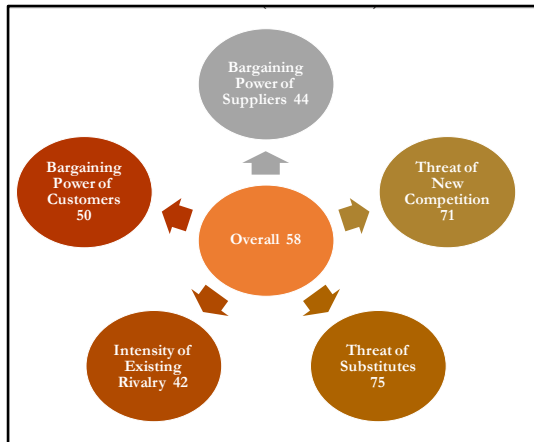 Bargaining
Power of
Suppliers 44
Bargaining
Power of
Customers
50
Threat of
New
Competition
71
Overall 58
Intensity of
Existing
Rivalry 42
Threat of
Substitutes
75